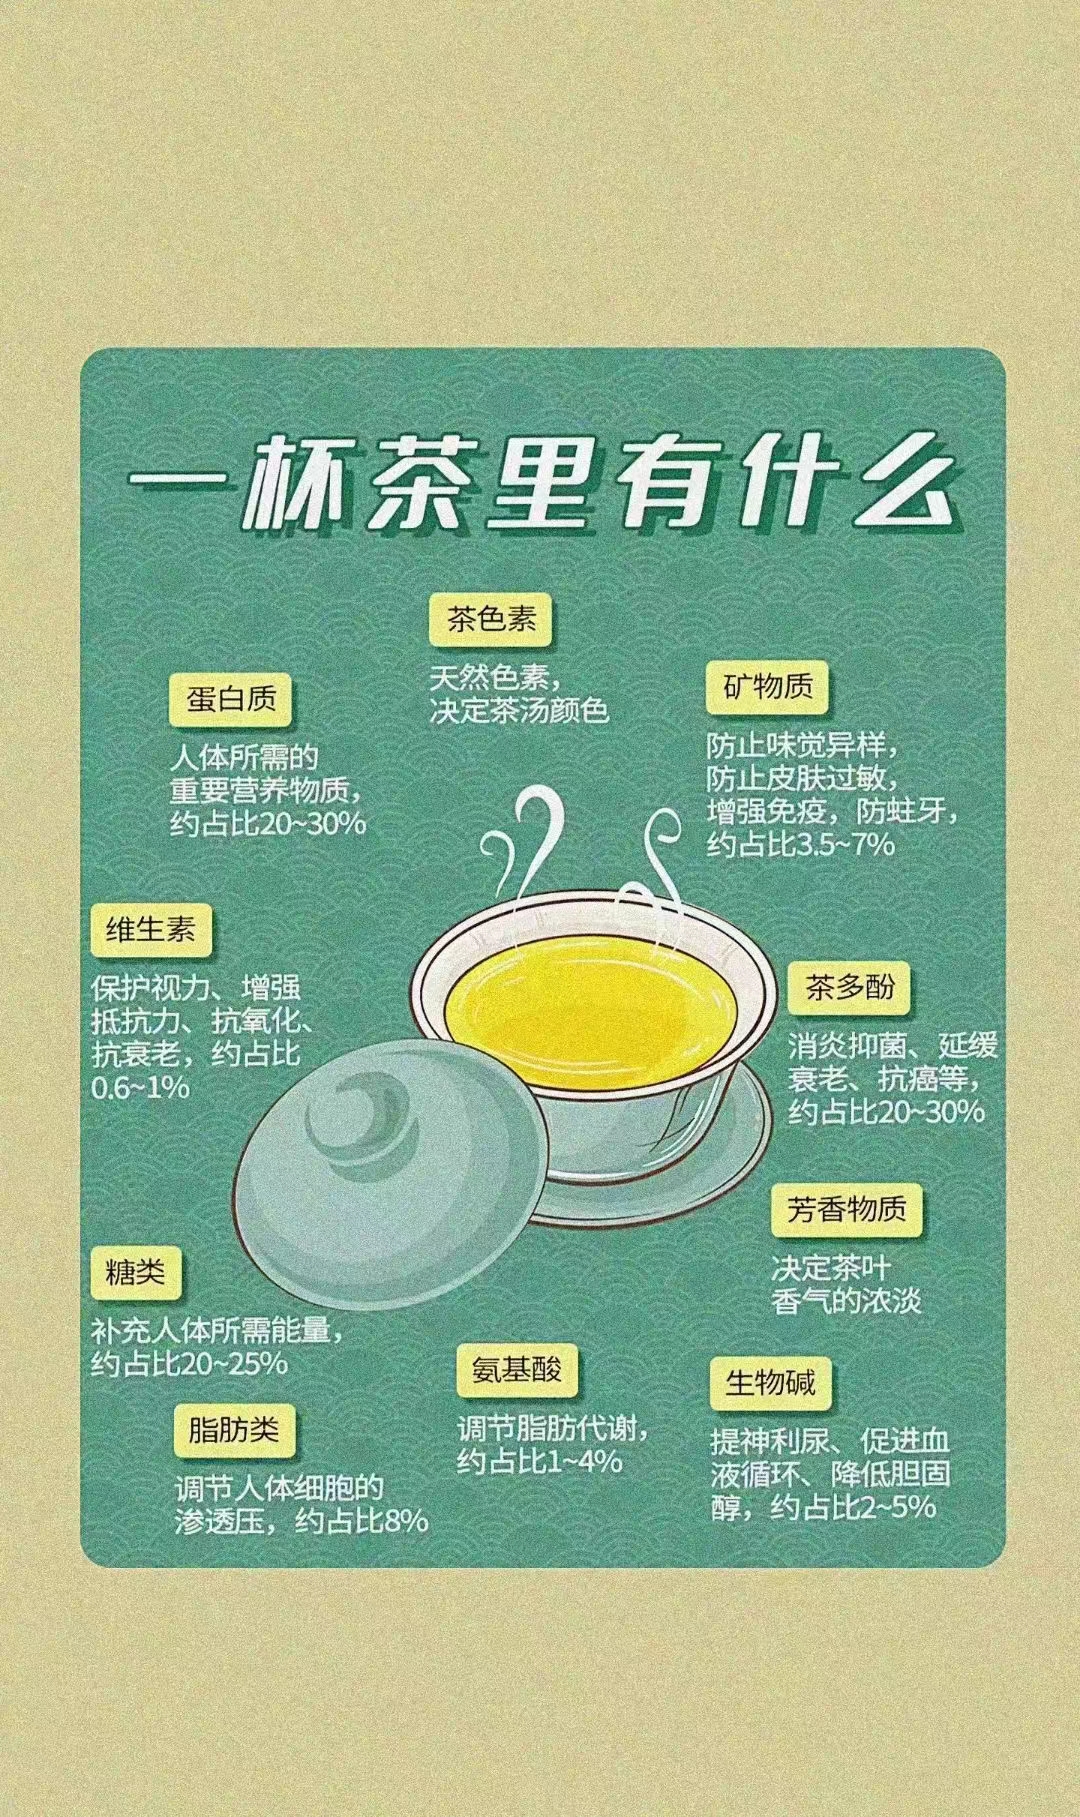 一杯茶里有什么
茶色素
天然色素，
决定茶汤颜色
蛋白质
人体所需的
重要营养物质，
约占比20~30%
矿物质
防止味觉异样，
防止皮肤过敏，
增强免疫，防蛀牙，
约占比3.5~7%
维生素
保护视力、增强
抵抗力、抗氧化、
抗衰老，约占比
0.6~1%
茶多酚
消炎抑菌、延缓
衰老、抗癌等，
约占比20~30%
芳香物质
决定茶叶
香气的浓淡
糖类
补充人体所需能量，
约占比20~25%
氨基酸
调节脂肪代谢，
约占比1~4%
生物碱
提神利尿、促进血
液循环、降低胆固
醇，约占比2~5%
脂肪类
调节人体细胞的
渗透压，约占比8%